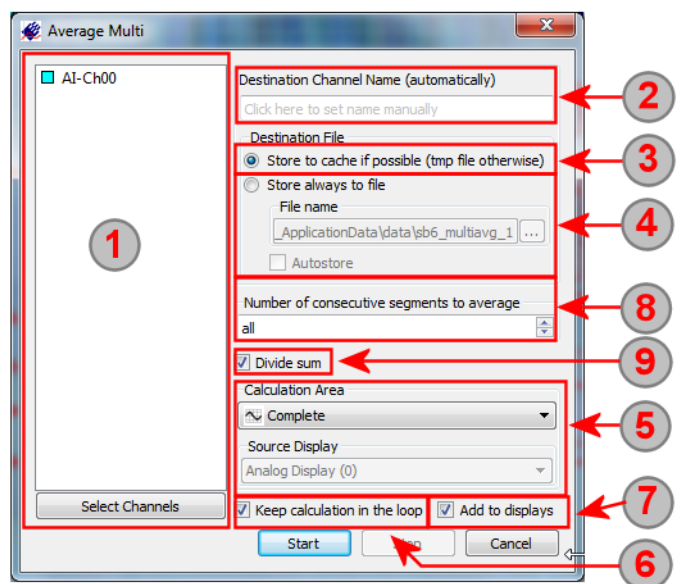 Average Multi
AI-Ch00
Destination Channel Name (automatically)
Click here to set name manually
2
Destination File
Store to cache if possible (tmp file otherwise)
3
Store always to file
File name
_ApplicationData\data\sb6_multiavg_1
...
4
Autostore
1
Number of consecutive segments to average
all
8
Divide sum
9
Calculation Area
Complete
5
Source Display
Analog Display (0)
Select Channels
Keep calculation in the loop
Add to displays
7
Start
Cancel
6